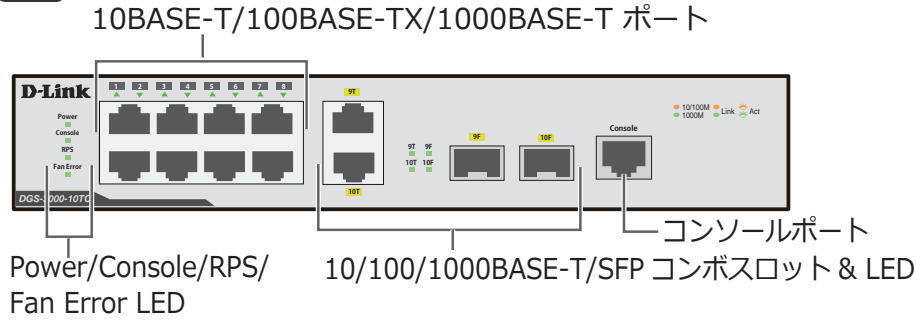 10BASE-T/100BASE-TX/1000BASE-T ポート
D-Link
1 2 3 4 5 6 7 8
9T
Power
Console
RPS
Fan Error
9T 9F
10T 10F
9F
10F
Console
10/100M
1000M
Link
Act
10T
コンソールポート
Power/Console/RPS/
Fan Error LED
10/100/1000BASE-T/SFP コンボスロット & LED